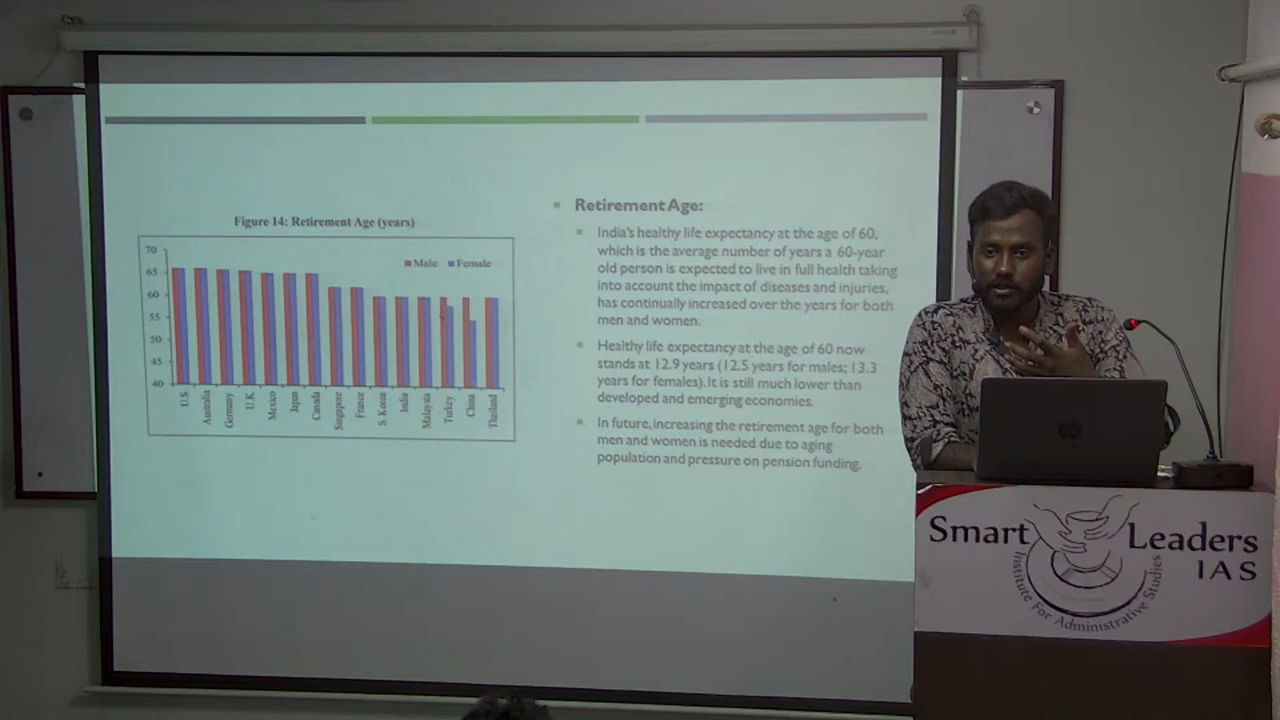 Figure 14: Retirement Age (years)
Male Female
70
65
60
55
50
45
40
U.S.
Australia
Germany
U.K.
Mexico
Japan
Canada
Singapore
France
S. Korea
India
Malaysia
Turkey
China
Thailand
Retirement Age:
India's healthy life expectancy at the age of 60,
which is the average number of years a 60-year
old person is expected to live in full health taking
into account the impact of diseases and injuries,
has continually increased over the years for both
men and women.
Healthy life expectancy at the age of 60 now
stands at 12.9 years (12.5 years for males; 13.3
years for females). It is still much lower than
developed and emerging economies.
In future, increasing the retirement age for both
men and women is needed due to aging
population and pressure on pension funding.
hp
Smart Leaders
IAS
Institute For Administrative Studies